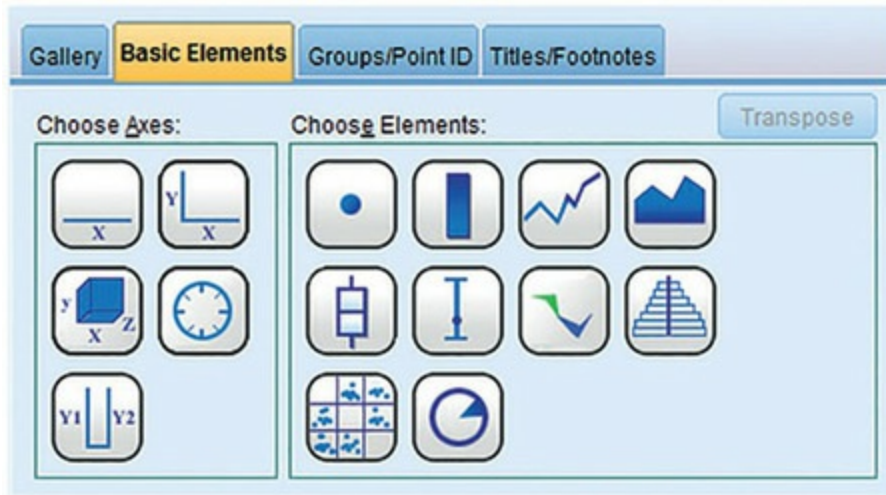 Gallery Basic Elements Groups/Point ID Titles/Footnotes
Choose Axes: Choose Elements: Transpose
X Y X
y X Z
Y1 Y2